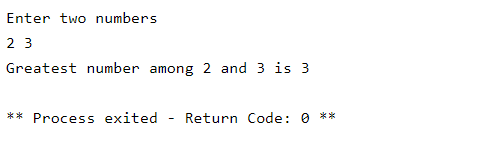 Enter two numbers
2 3
Greatest number among 2 and 3 is 3
** Process exited - Return Code: 0 **